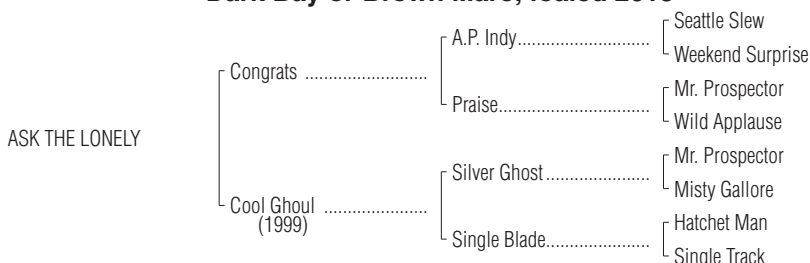 Dark Bay or Brown Mare; foaled
Seattle Slew
A.P. Indy..............................
Weekend Surprise
Congrats ............................
Mr. Prospector
Praise...................................
Wild Applause
ASK THE LONELY
Mr. Prospector
Silver Ghost........................
Misty Gallore
Cool Ghoul ........................
(1999)
Hatchet Man
Single Blade.........................
Single Track